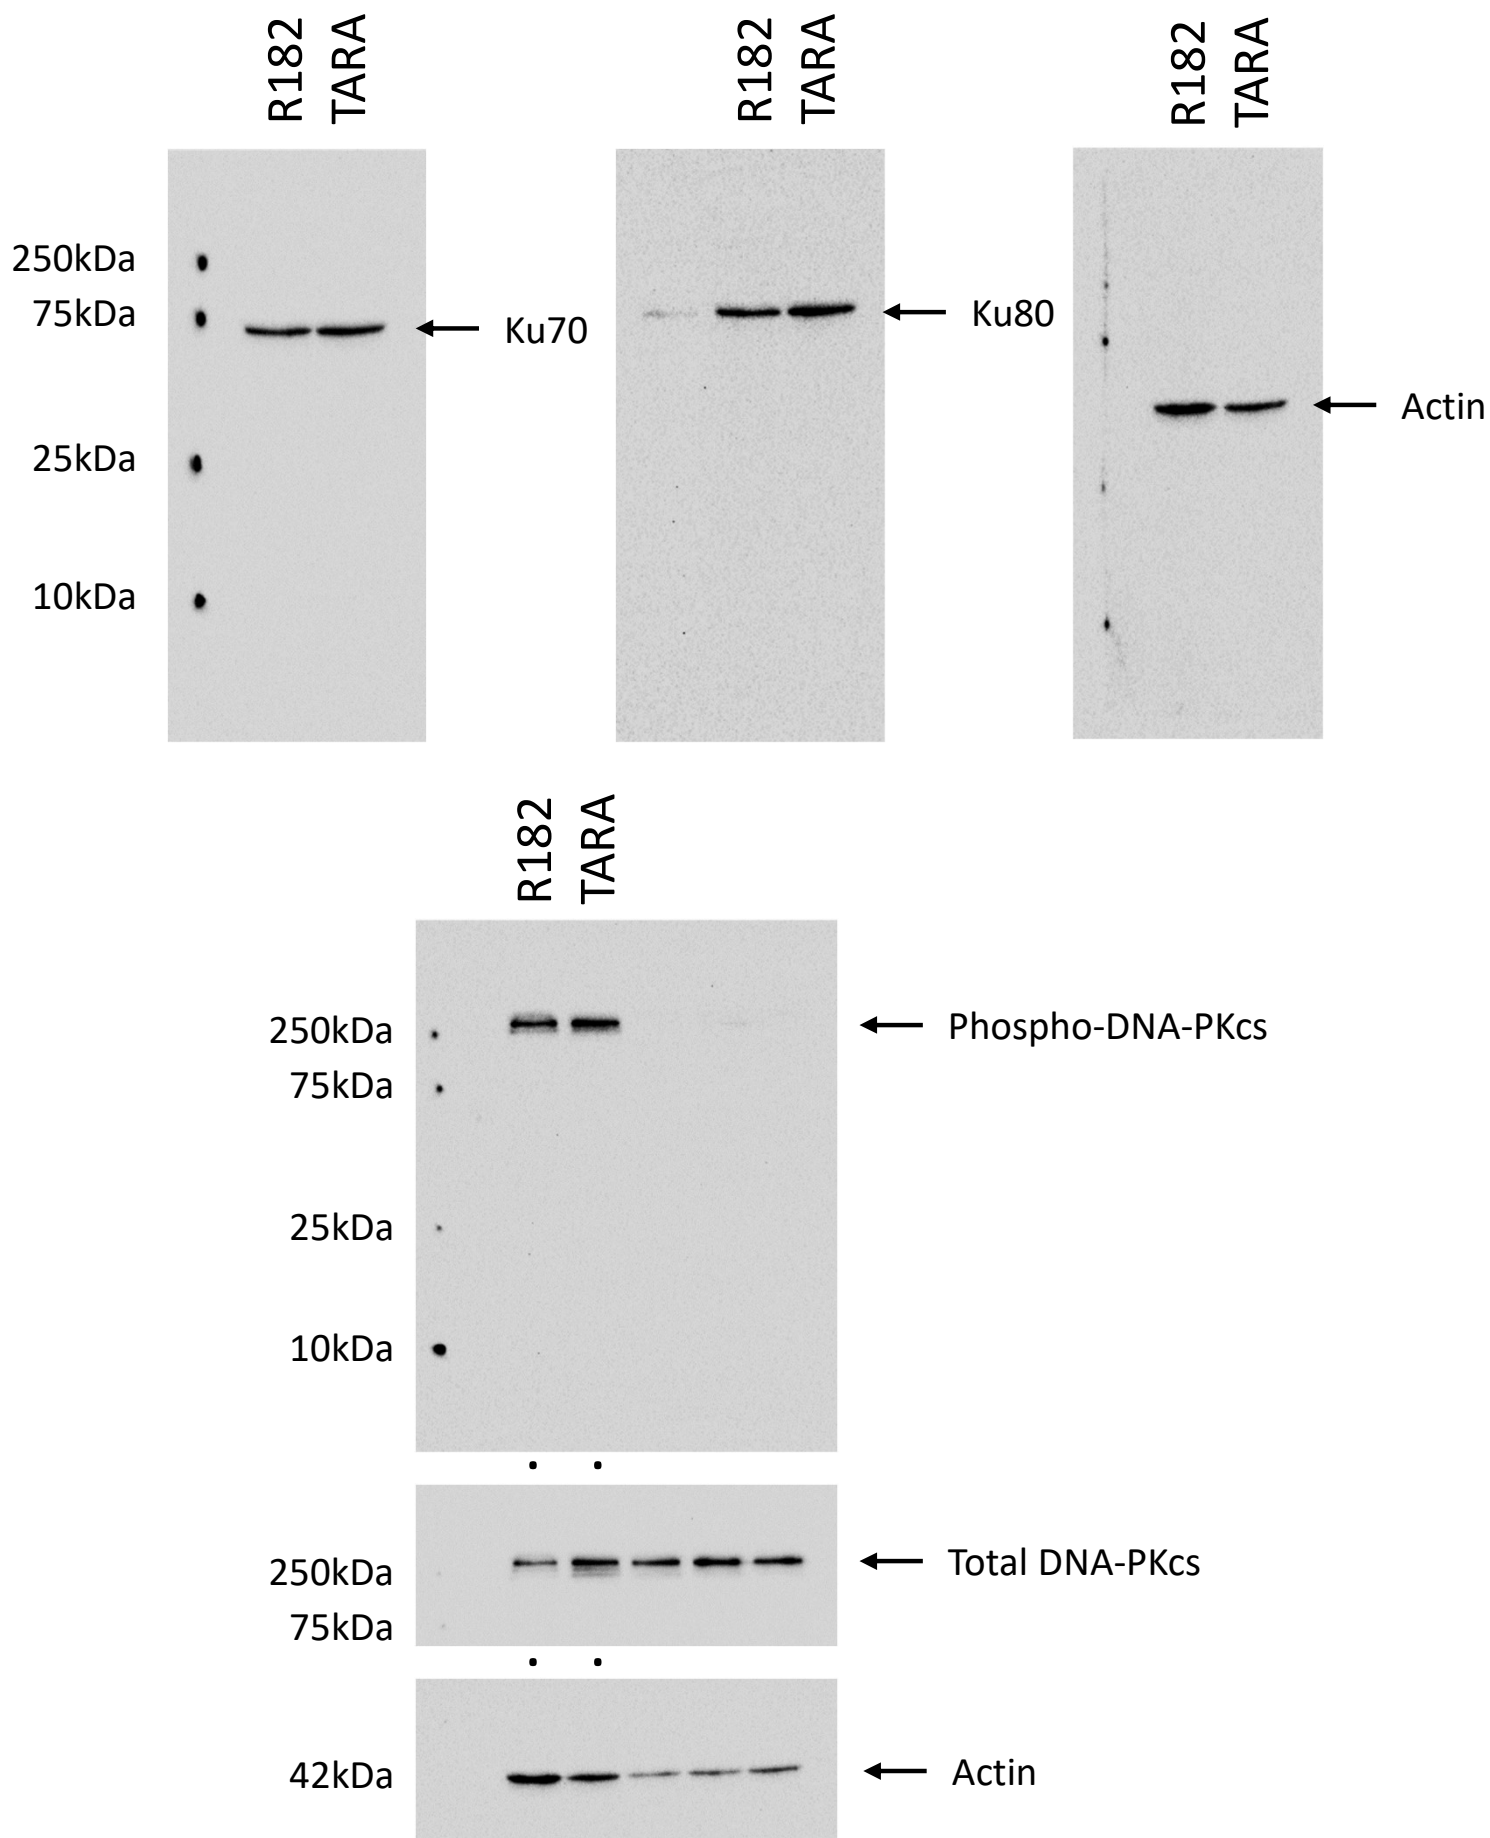 R182
TARA
R182
TARA
R182
TARA
250kDa
75kDa
25kDa
10kDa
Ku70
Ku80
Actin
R182
TARA
250kDa
75kDa
25kDa
10kDa
Phospho-DNA-PKcs
250kDa
75kDa
Total DNA-PKcs
42kDa
Actin